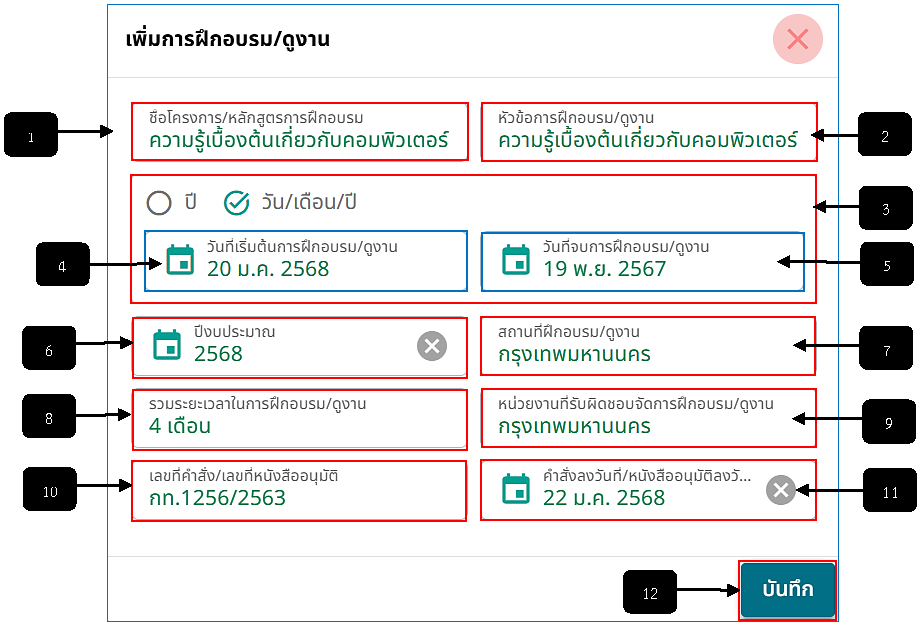 เพิ่มการฝึกอบรม/ดูงาน
1
ชื่อโครงการ/หลักสูตรการฝึกอบรม
ความรู้เบื้องต้นเกี่ยวกับคอมพิวเตอร์
หัวข้อการฝึกอบรม/ดูงาน
ความรู้เบื้องต้นเกี่ยวกับคอมพิวเตอร์
2
ปี
วัน/เดือน/ปี
3
4
วันที่เริ่มต้นการฝึกอบรม/ดูงาน
20 ม.ค. 2568
วันที่จบการฝึกอบรม/ดูงาน
19 พ.ย. 2567
5
6
ปีงบประมาณ
2568
สถานที่ฝึกอบรม/ดูงาน
กรุงเทพมหานนคร
7
8
รวมระยะเวลาในการฝึกอบรม/ดูงาน
4 เดือน
หน่วยงานที่รับผิดชอบจัดการฝึกอบรม/ดูงาน
กรุงเทพมหานนคร
9
10
เลขที่คำสั่ง/เลขที่หนังสืออนุมัติ
กท.1256/2563
คำสั่งลงวันที่/หนังสืออนุมัติลงวั...
22 ม.ค. 2568
11
12
บันทึก